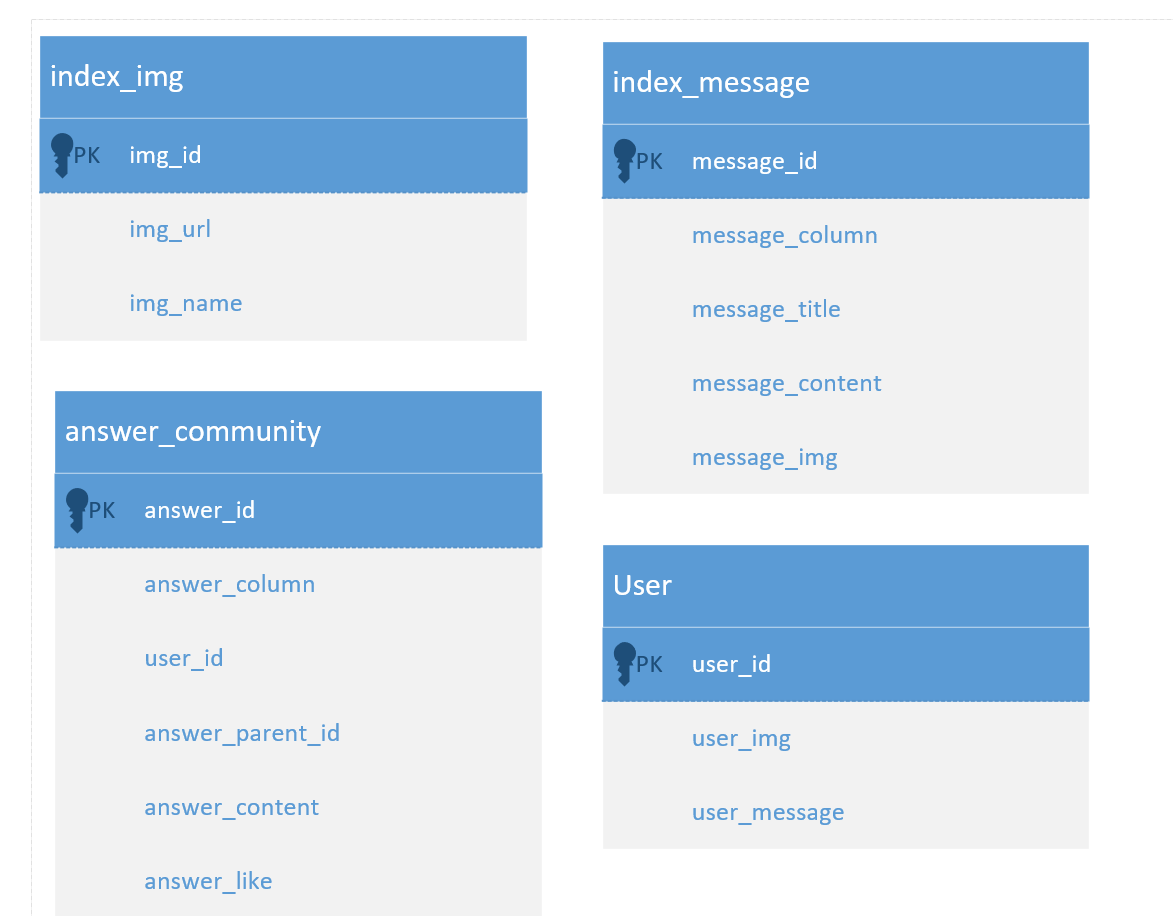 index_img
PK img_id
img_url
img_name
index_message
PK message_id
message_column
message_title
message_content
message_img
answer_community
PK answer_id
answer_column
user_id
answer_parent_id
answer_content
answer_like
User
PK user_id
user_img
user_message